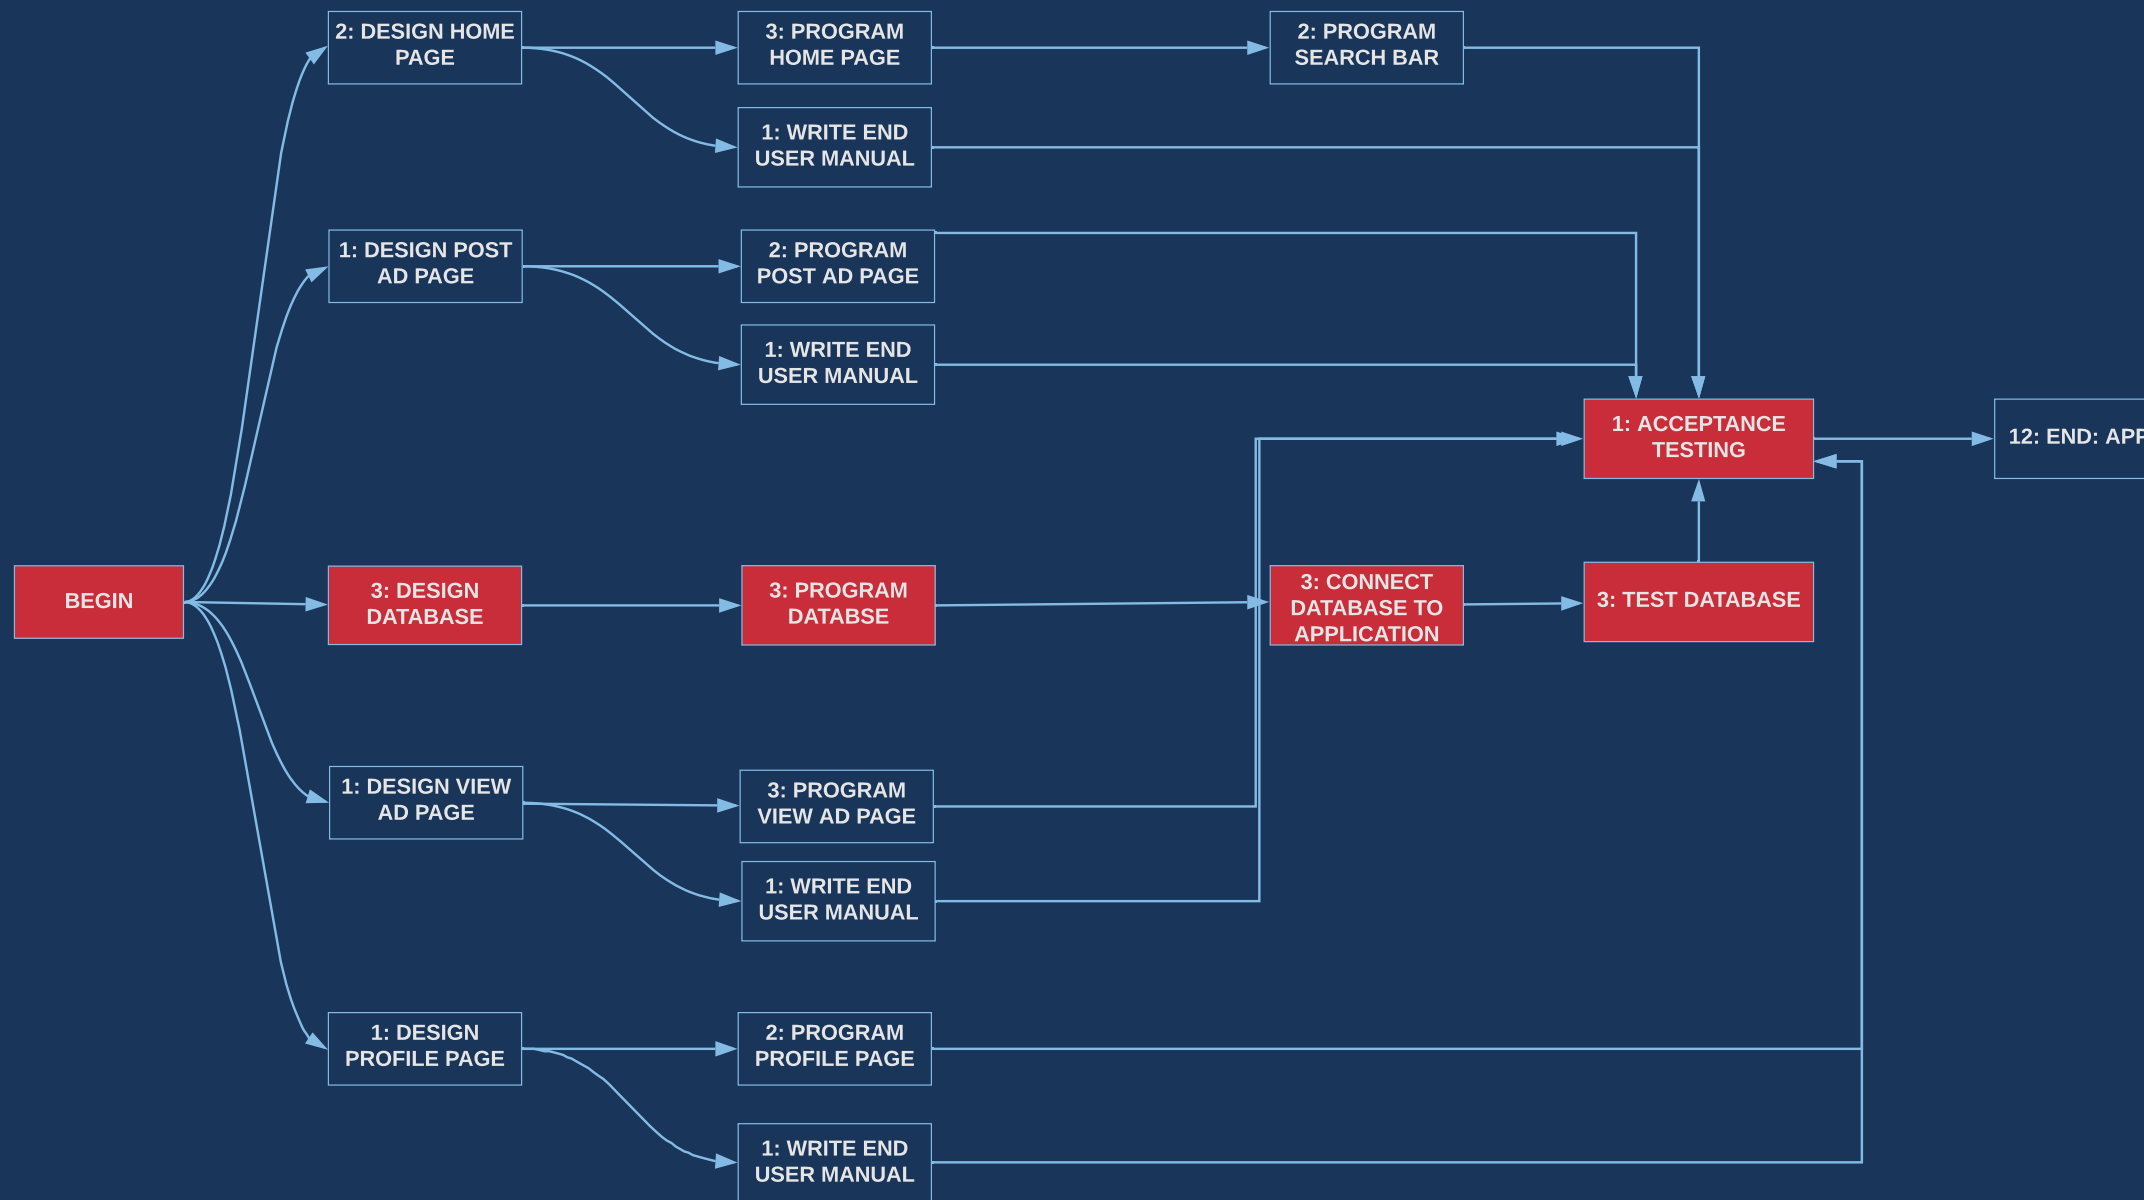 2: DESIGN HOME
PAGE
3: PROGRAM
HOME PAGE
2: PROGRAM
SEARCH BAR
1: WRITE END
USER MANUAL
1: DESIGN POST
AD PAGE
2: PROGRAM
POST AD PAGE
1: WRITE END
USER MANUAL
1: ACCEPTANCE
TESTING
12: END: APP
BEGIN
3: DESIGN
DATABASE
3: PROGRAM
DATABSE
3: CONNECT
DATABASE TO
APPLICATION
3: TEST DATABASE
1: DESIGN VIEW
AD PAGE
3: PROGRAM
VIEW AD PAGE
1: WRITE END
USER MANUAL
1: DESIGN
PROFILE PAGE
2: PROGRAM
PROFILE PAGE
1: WRITE END
USER MANUAL